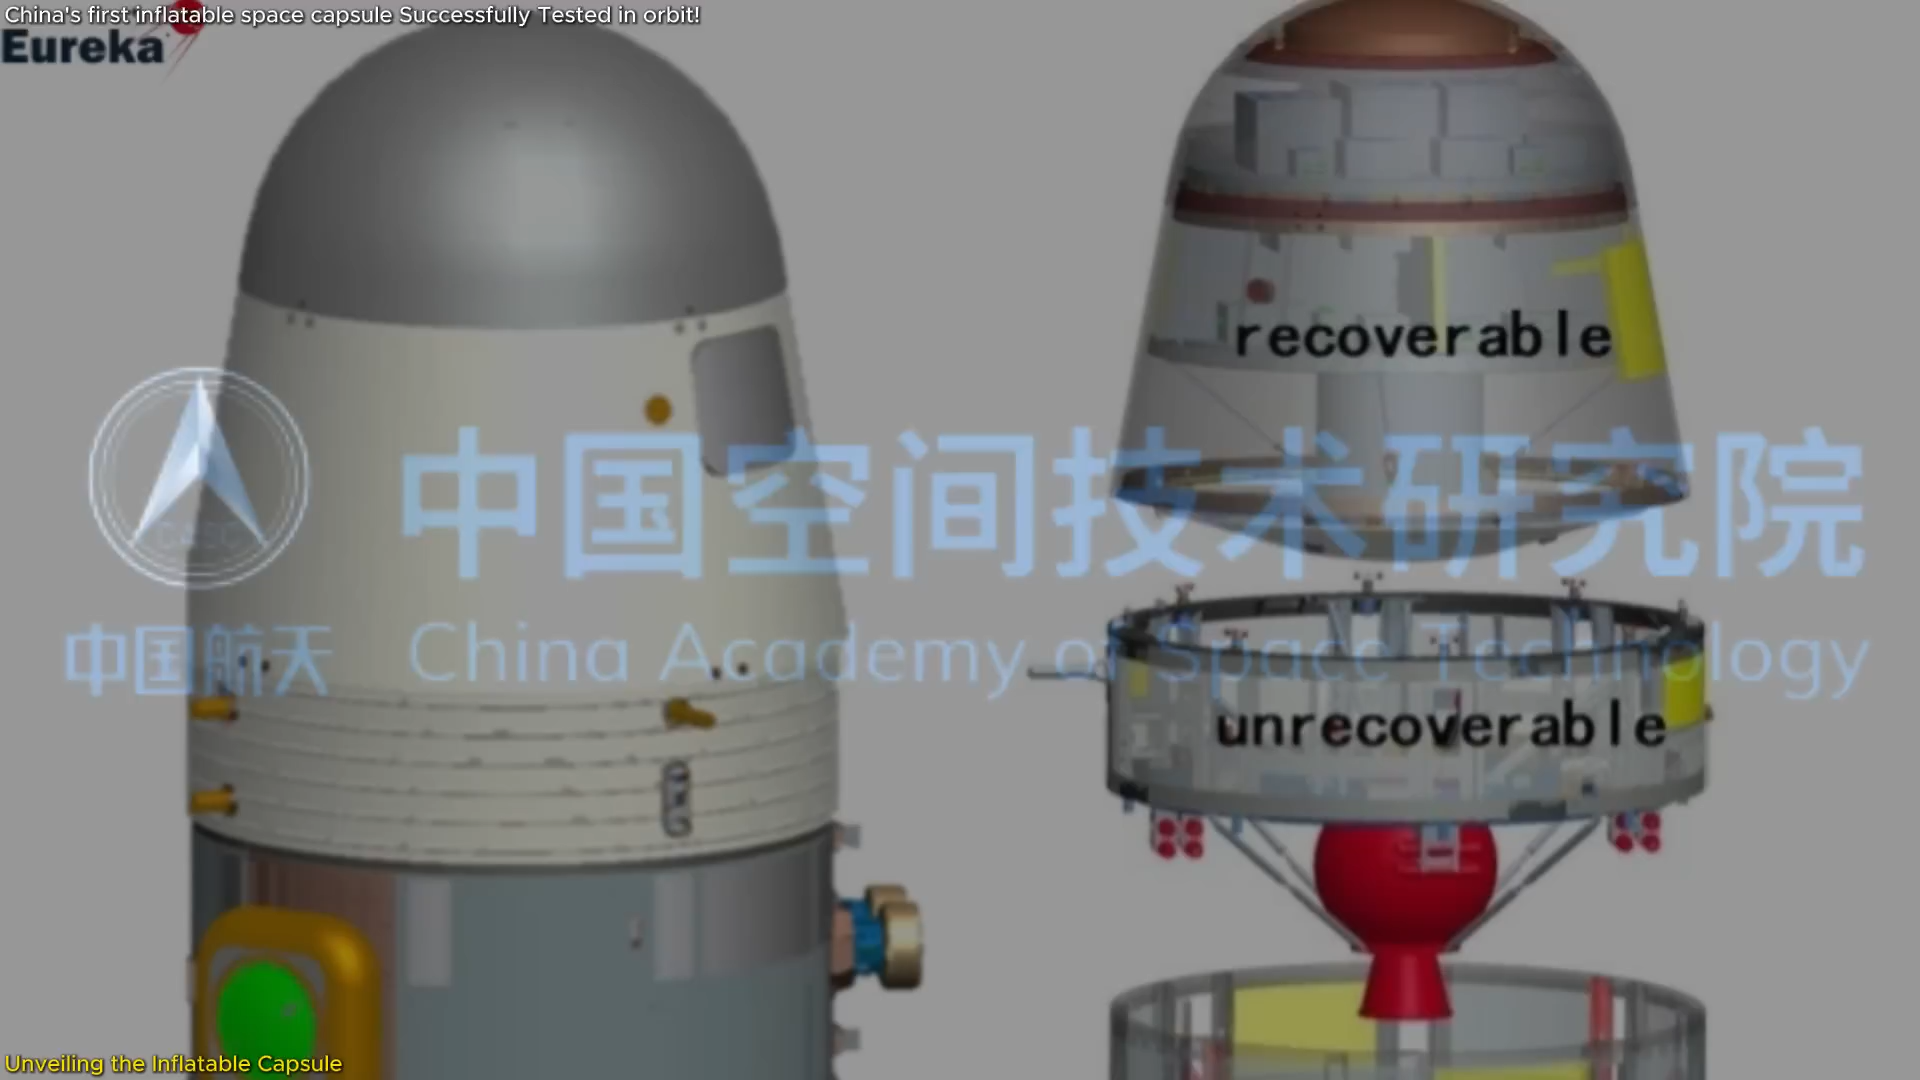 China's first inflatable space capsule Successfully Tested in orbit!
Eureka
recoverable
中国空间技术研究院
CASC
中国航天
China Academy of Space Technology
unrecoverable
Unveiling the Inflatable Capsule